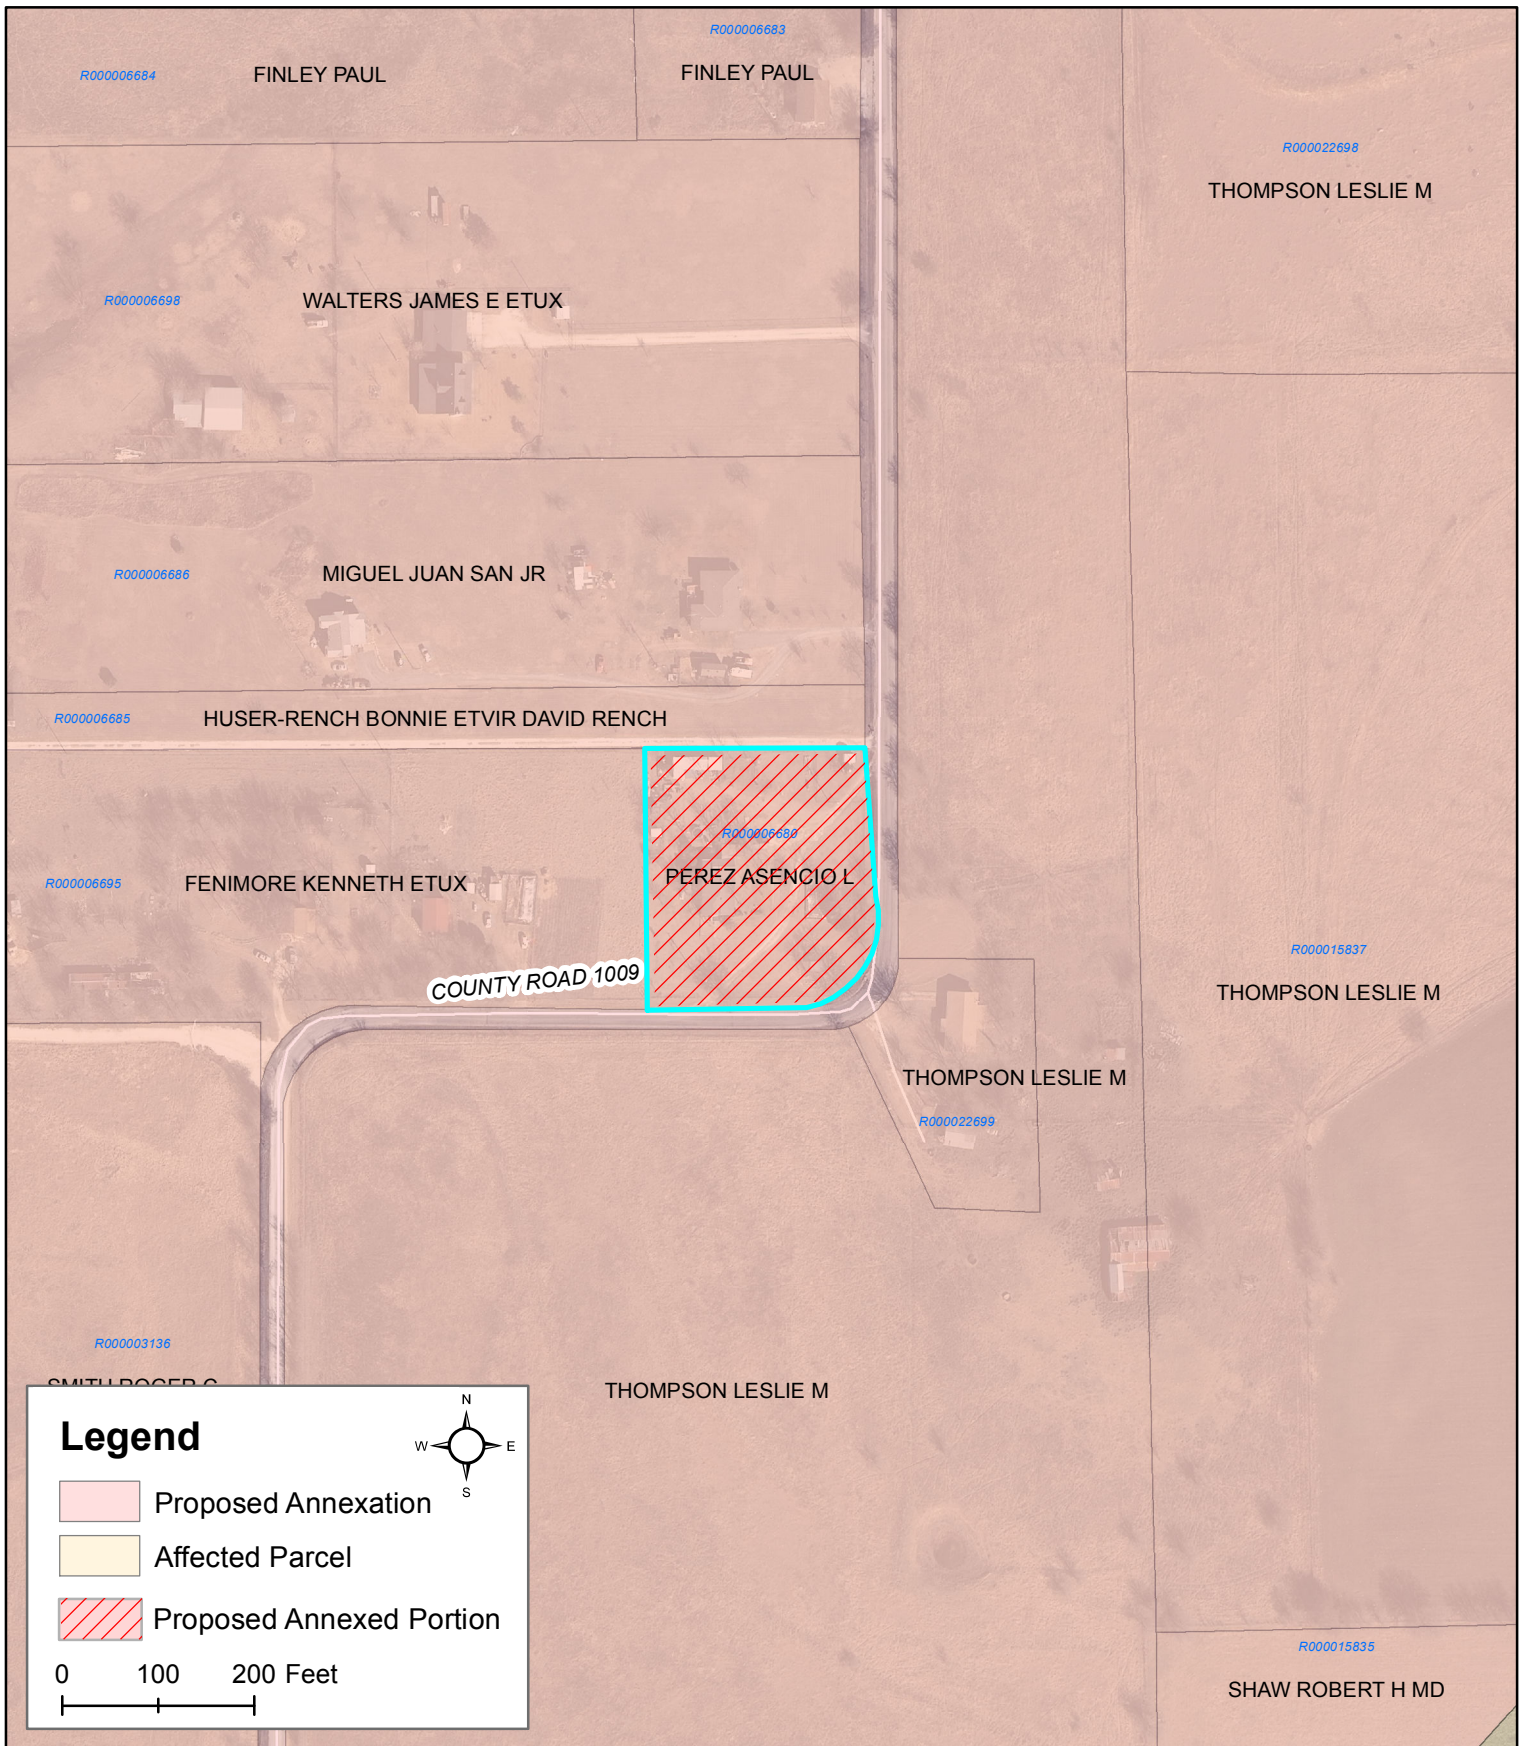 R000006683
R000006684
FINLEY PAUL
FINLEY PAUL
R000022698
THOMPSON LESLIE M
R000006698
WALTERS JAMES E ETUX
R000006686
MIGUEL JUAN SAN JR
R000006685
HUSER-RENCH BONNIE ETVIR DAVID RENCH
R000006680
PEREZ ASENCIO L
R000006695
FENIMORE KENNETH ETUX
COUNTY ROAD 1009
R000015837
THOMPSON LESLIE M
THOMPSON LESLIE M
R000022699
R000003136
SMITH ROGER C
THOMPSON LESLIE M
Legend
N
W
E
S
Proposed Annexation
Affected Parcel
Proposed Annexed Portion
0 100 200 Feet
R000015835
SHAW ROBERT H MD